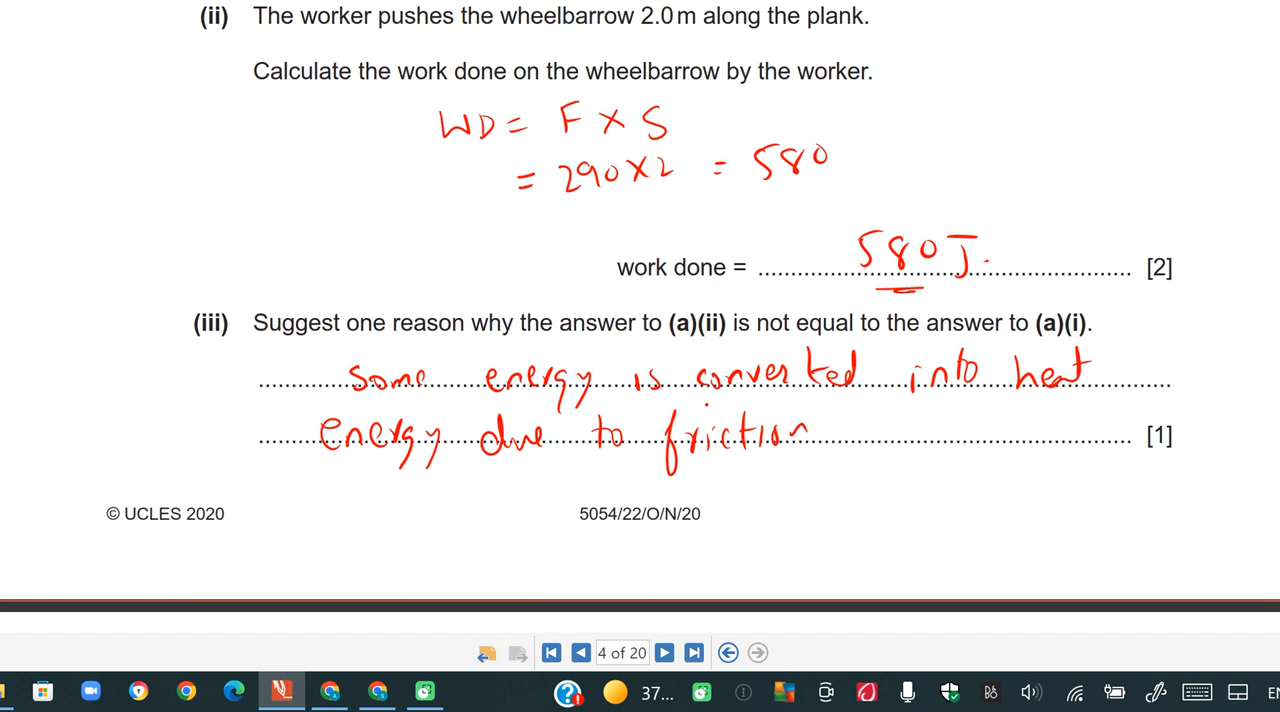 (ii) The worker pushes the wheelbarrow 2.0 m along the plank.
Calculate the work done on the wheelbarrow by the worker.
WD = F × S
= 290 × 2 = 580
580 J.
work done = .......................................................... [2]
(iii) Suggest one reason why the answer to (a)(ii) is not equal to the answer to (a)(i).
some energy is converted into heat
energy due to friction [1]
© UCLES 2020 5054/22/O/N/20
4 of 20
37...
EN